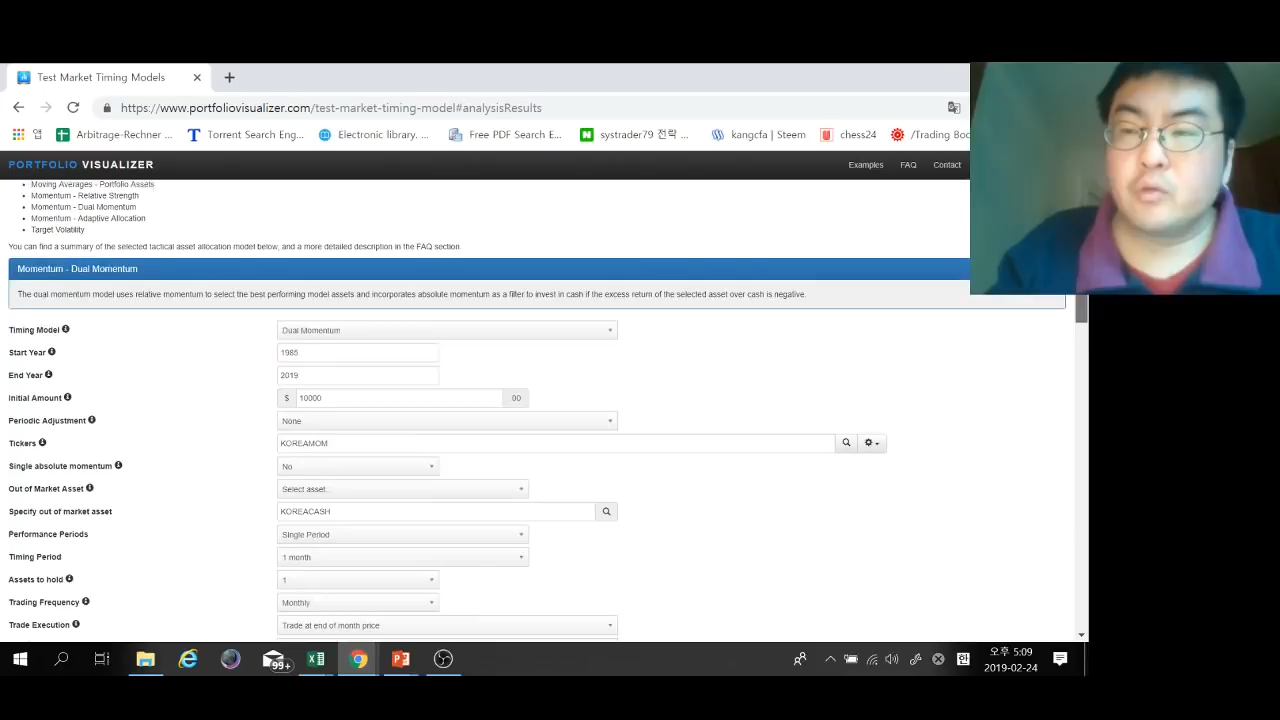 Test Market Timing Models
https://www.portfoliovisualizer.com/test-market-timing-model#analysisResults
앱 Arbitrage-Rechner ... Torrent Search Eng... Electronic library. ... Free PDF Search E... systrader79 전략 ... kangcfa | Steem chess24 /Trading Boo
PORTFOLIO VISUALIZER Examples FAQ Contact
Moving Averages - Portfolio Assets
Momentum - Relative Strength
Momentum - Dual Momentum
Momentum - Adaptive Allocation
Target Volatility
You can find a summary of the selected tactical asset allocation model below, and a more detailed description in the FAQ section.
Momentum - Dual Momentum
The dual momentum model uses relative momentum to select the best performing model assets and incorporates absolute momentum as a filter to invest in cash if the excess return of the selected asset over cash is negative.
Timing Model Dual Momentum
Start Year 1985
End Year 2019
Initial Amount $ 10000 00
Periodic Adjustment None
Tickers KOREAMOM
Single absolute momentum No
Out of Market Asset Select asset...
Specify out of market asset KOREACASH
Performance Periods Single Period
Timing Period 1 month
Assets to hold 1
Trading Frequency Monthly
Trade Execution Trade at end of month price
99+
한
오후 5:09
2019-02-24